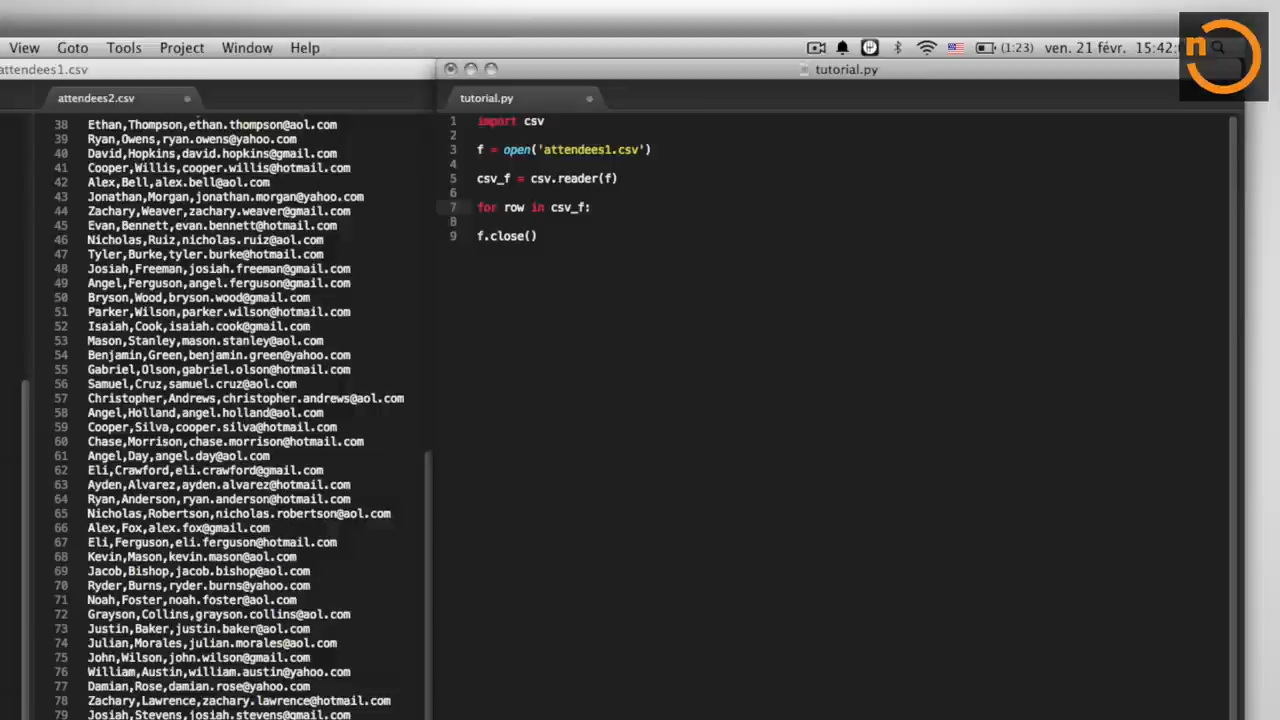 View Goto Tools Project Window Help
(1:23) ven. 21 févr. 15:42:
n
attendees1.csv
tutorial.py
attendees2.csv
38 Ethan,Thompson,ethan.thompson@aol.com
39 Ryan,Owens,ryan.owens@yahoo.com
40 David,Hopkins,david.hopkins@gmail.com
41 Cooper,Willis,cooper.willis@hotmail.com
42 Alex,Bell,alex.bell@aol.com
43 Jonathan,Morgan,jonathan.morgan@yahoo.com
44 Zachary,Weaver,zachary.weaver@gmail.com
45 Evan,Bennett,evan.bennett@hotmail.com
46 Nicholas,Ruiz,nicholas.ruiz@aol.com
47 Tyler,Burke,tyler.burke@hotmail.com
48 Josiah,Freeman,josiah.freeman@gmail.com
49 Angel,Ferguson,angel.ferguson@gmail.com
50 Bryson,Wood,bryson.wood@gmail.com
51 Parker,Wilson,parker.wilson@hotmail.com
52 Isaiah,Cook,isaiah.cook@gmail.com
53 Mason,Stanley,mason.stanley@aol.com
54 Benjamin,Green,benjamin.green@yahoo.com
55 Gabriel,Olson,gabriel.olson@hotmail.com
56 Samuel,Cruz,samuel.cruz@aol.com
57 Christopher,Andrews,christopher.andrews@aol.com
58 Angel,Holland,angel.holland@aol.com
59 Cooper,Silva,cooper.silva@hotmail.com
60 Chase,Morrison,chase.morrison@hotmail.com
61 Angel,Day,angel.day@aol.com
62 Eli,Crawford,eli.crawford@gmail.com
63 Ayden,Alvarez,ayden.alvarez@hotmail.com
64 Ryan,Anderson,ryan.anderson@hotmail.com
65 Nicholas,Robertson,nicholas.robertson@aol.com
66 Alex,Fox,alex.fox@gmail.com
67 Eli,Ferguson,eli.ferguson@hotmail.com
68 Kevin,Mason,kevin.mason@aol.com
69 Jacob,Bishop,jacob.bishop@aol.com
70 Ryder,Burns,ryder.burns@yahoo.com
71 Noah,Foster,noah.foster@aol.com
72 Grayson,Collins,grayson.collins@aol.com
73 Justin,Baker,justin.baker@aol.com
74 Julian,Morales,julian.morales@aol.com
75 John,Wilson,john.wilson@gmail.com
76 William,Austin,william.austin@yahoo.com
77 Damian,Rose,damian.rose@yahoo.com
78 Zachary,Lawrence,zachary.lawrence@hotmail.com
79 Josiah,Stevens,josiah.stevens@gmail.com
tutorial.py
1 import csv
2
3 f = open('attendees1.csv')
4
5 csv_f = csv.reader(f)
6
7 for row in csv_f:
8
9 f.close()